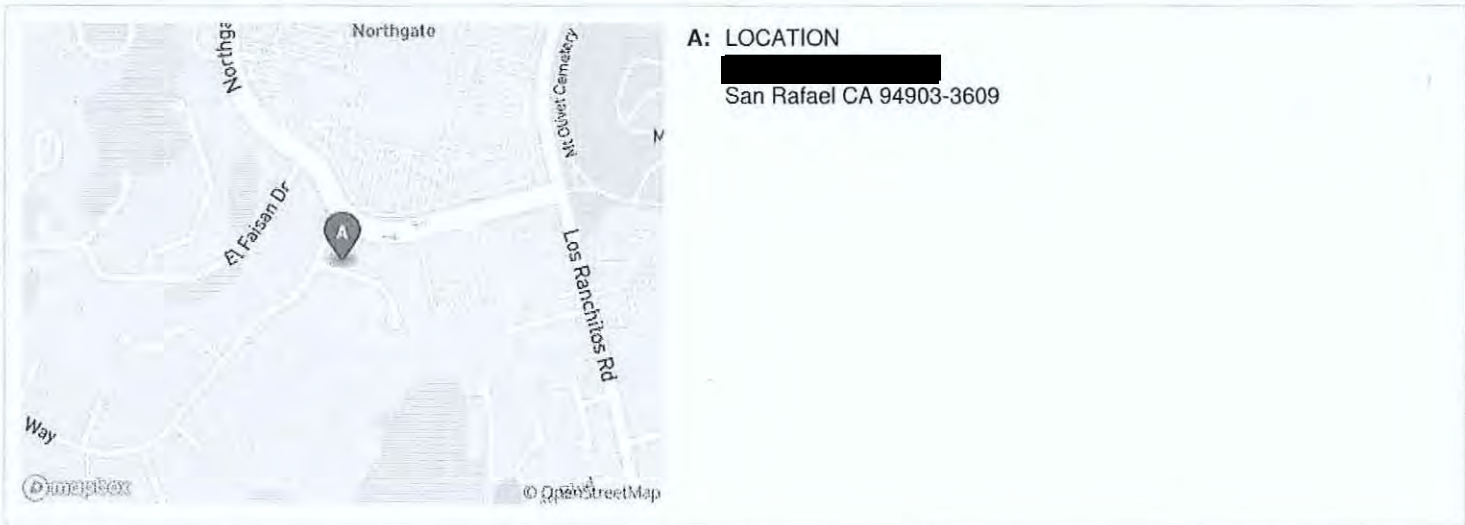 Northgate
Northga
Mt Olivet Cemetery
M
El Faisan Dr
A
Los Ranchitos Rd
Way
mapbox
© OpenStreetMap
A: LOCATION
San Rafael CA 94903-3609